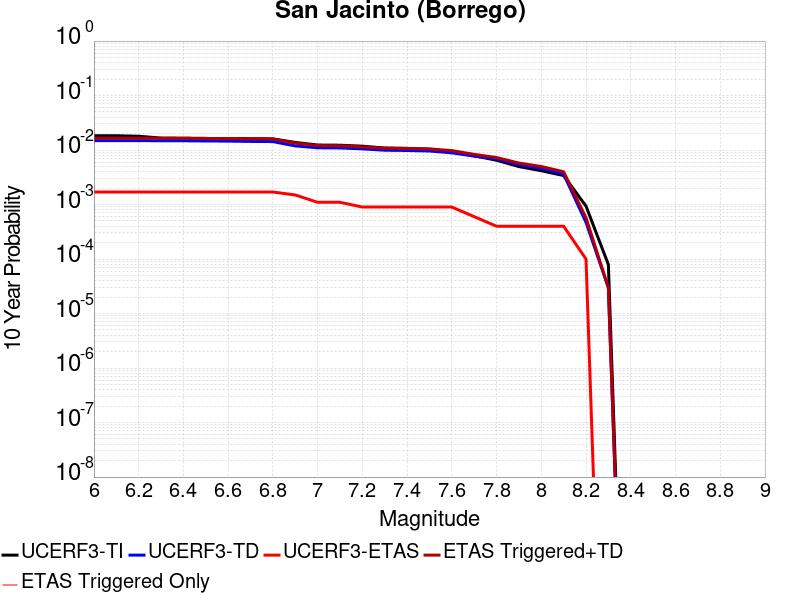 San Jacinto (Borrego)
10^0
10^-1
10^-2
10^-3
10^-4
10^-5
10^-6
10^-7
10^-8
10 Year Probability
6 6.2 6.4 6.6 6.8 7 7.2 7.4 7.6 7.8 8 8.2 8.4 8.6 8.8 9
Magnitude
UCERF3-TI UCERF3-TD UCERF3-ETAS ETAS Triggered+TD
ETAS Triggered Only